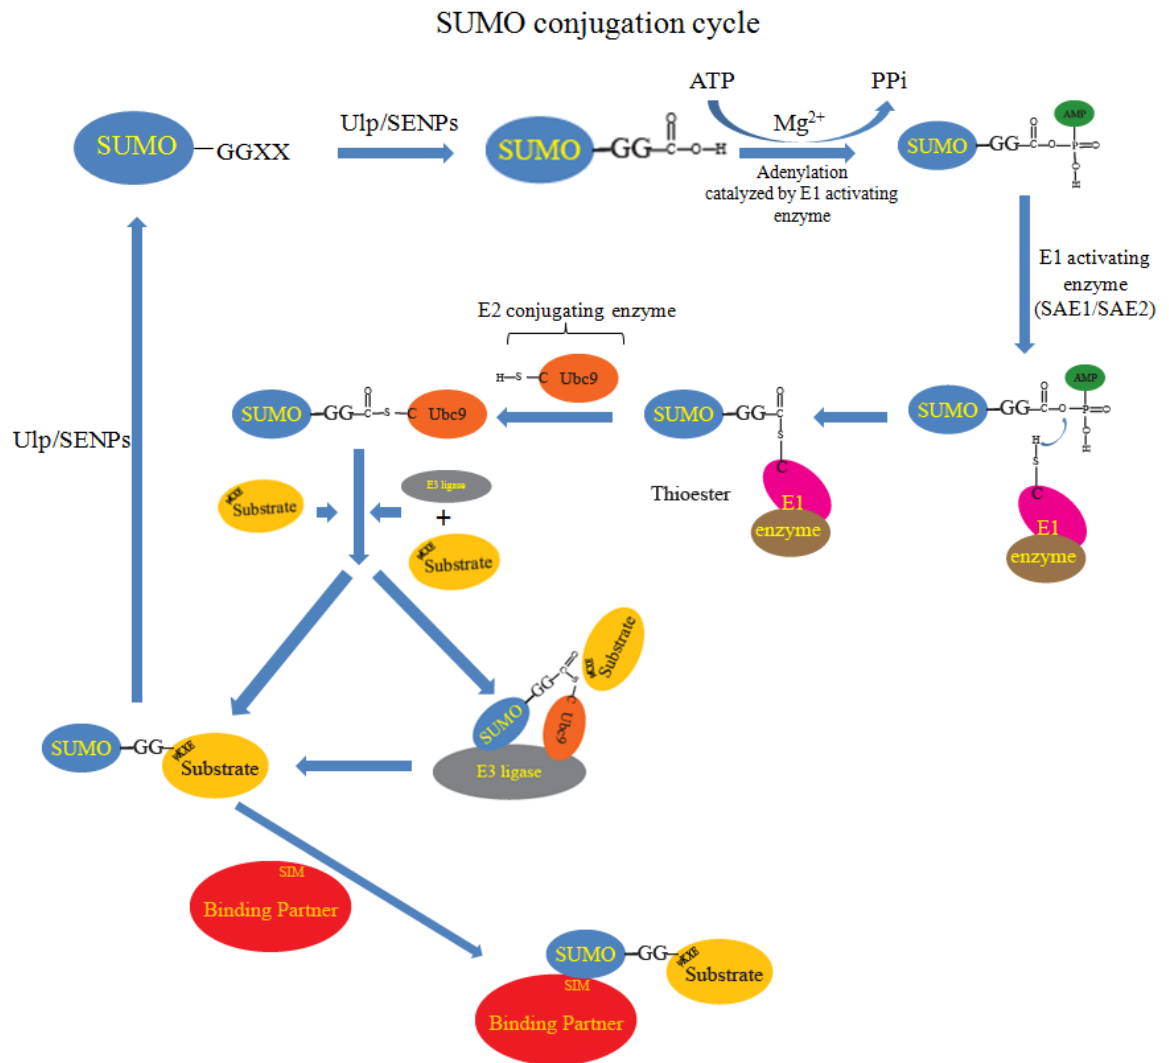 SUMO conjugation cycle
SUMO
GGXX
Ulp/SENPs
SUMO
GG
C
O
O
H
ATP
PPi
Mg2+
Adenylation
catalyzed by E1 activating
enzyme
SUMO
GG
C
O
O
P
O
O
H
AMP
E1 activating
enzyme
(SAE1/SAE2)
SUMO
GG
C
O
O
P
O
O
H
AMP
H
S
C
E1
enzyme
SUMO
GG
C
O
S
C
E1
enzyme
Thioester
E2 conjugating enzyme
H
S
C
Ubc9
SUMO
GG
C
O
S
C
Ubc9
Ulp/SENPs
Substrate
E3 ligase
+
Substrate
SUMO
GG
C
O
S
C
Ubc9
Substrate
E3 ligase
SUMO
GG
ψKXE
Substrate
SIM
Binding Partner
SUMO
GG
ψKXE
Substrate
SIM
Binding Partner